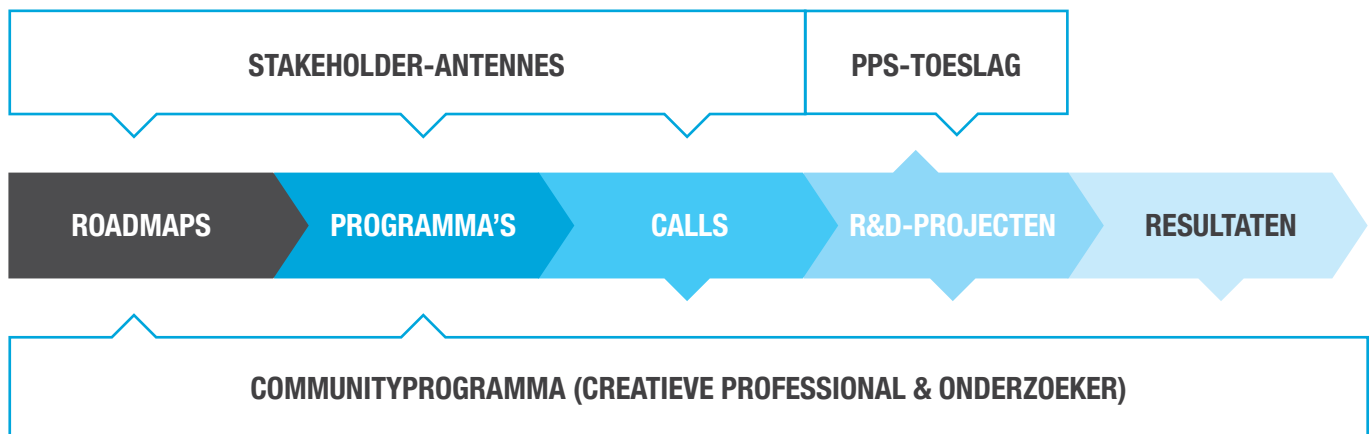 STAKEHOLDER-ANTENNES
PPS-TOESLAG
ROADMAPS
PROGRAMMA’S
CALLS
R&D-PROJECTEN
RESULTATEN
COMMUNITYPROGRAMMA (CREATIEVE PROFESSIONAL & ONDERZOEKER)